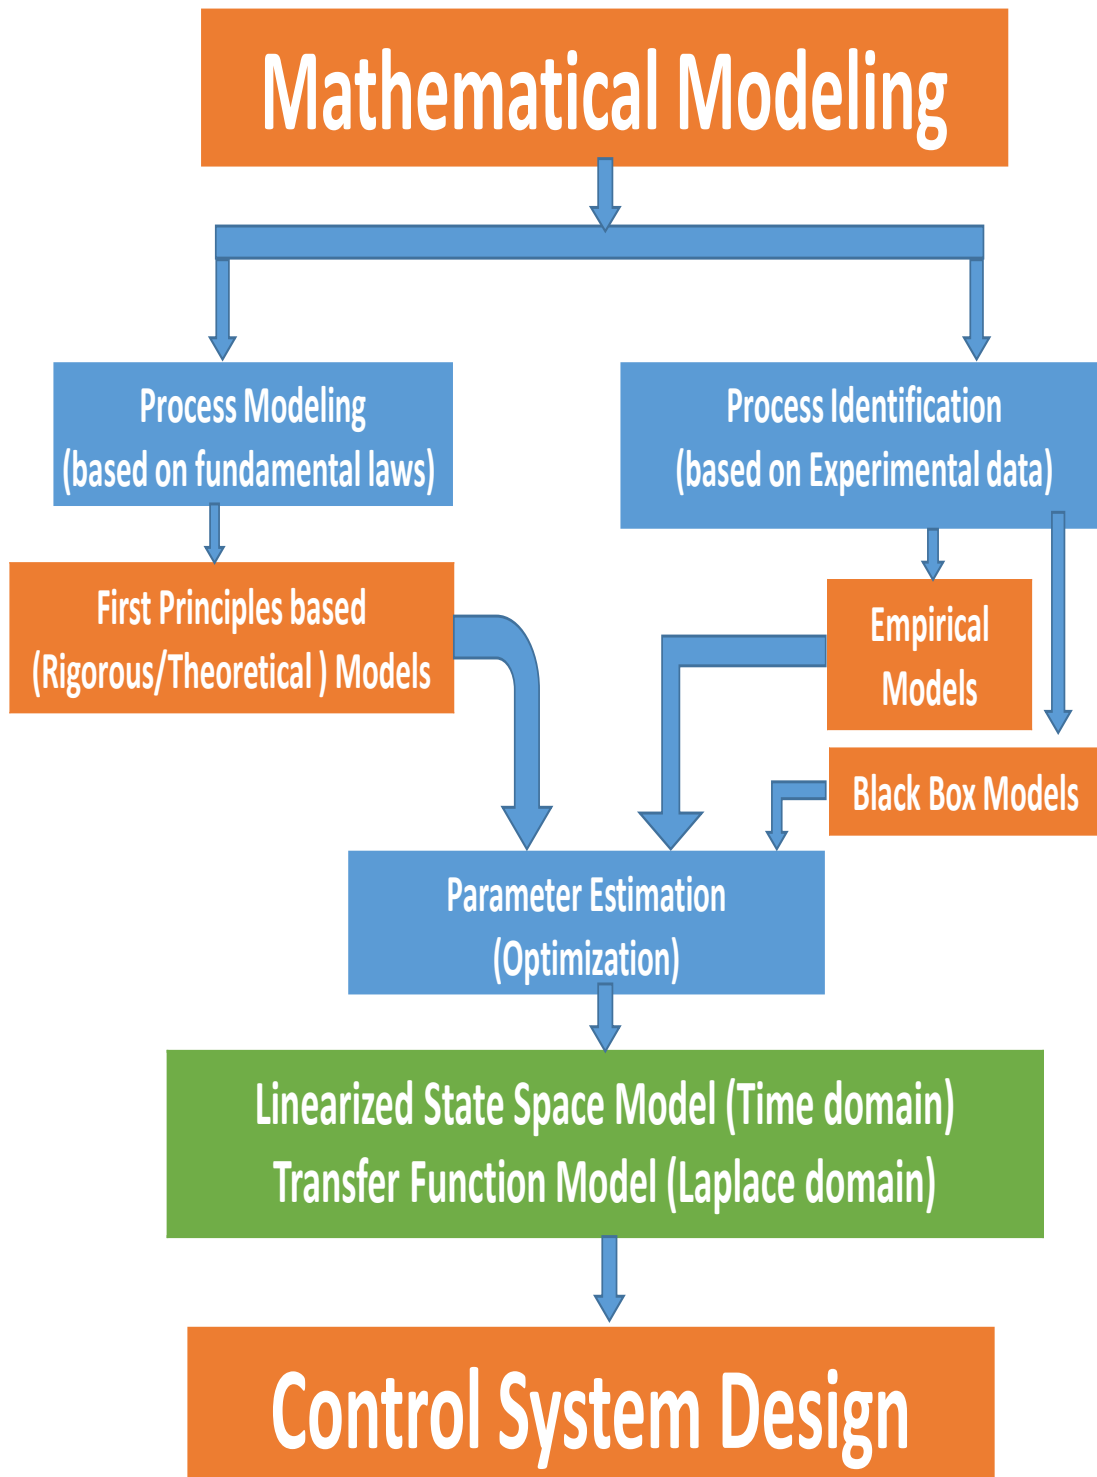 Mathematical Modeling
Process Modeling
(based on fundamental laws)
Process Identification
(based on Experimental data)
First Principles based
(Rigorous/Theoretical ) Models
Empirical
Models
Black Box Models
Parameter Estimation
(Optimization)
Linearized State Space Model (Time domain)
Transfer Function Model (Laplace domain)
Control System Design